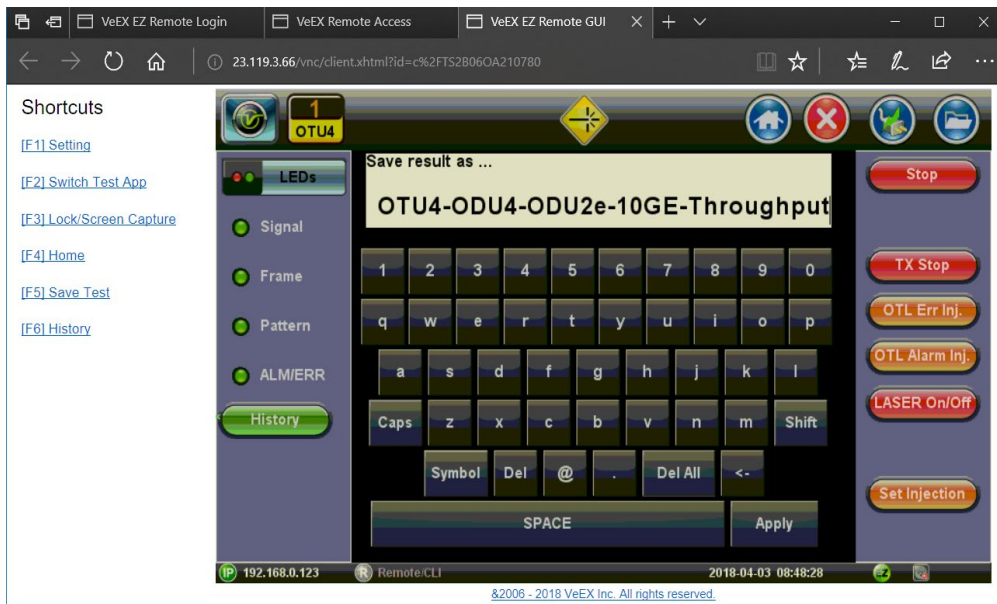 VeEX EZ Remote Login
VeEX Remote Access
VeEX EZ Remote GUI
23.119.3.66/vnc/client.xhtml?id=c%2FTS2B06OA210780
Shortcuts
[F1] Setting
[F2] Switch Test App
[F3] Lock/Screen Capture
[F4] Home
[F5] Save Test
[F6] History
1
OTU4
LEDs
Signal
Frame
Pattern
ALM/ERR
History
Save result as ...
OTU4-ODU4-ODU2e-10GE-Throughput
1 2 3 4 5 6 7 8 9 0
q w e r t y u i o p
a s d f g h j k l
Caps z x c b v n m Shift
Symbol Del @ . Del All <-
SPACE Apply
Stop
TX Stop
OTL Err Inj.
OTL Alarm Inj.
LASER On/Off
Set Injection
IP 192.168.0.123 R Remote/CLI 2018-04-03 08:48:28 EZ
&2006 - 2018 VeEX Inc. All rights reserved.